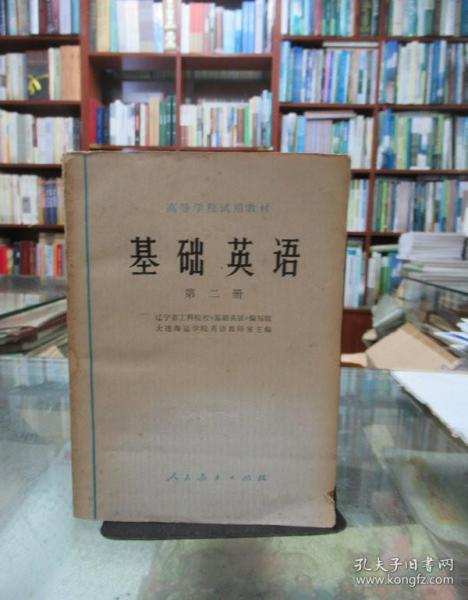 高等学校试用教材
基础英语
第二册
辽宁省工科院校《基础英语》编写组
大连海运学院英语教研室主编
人民教育出版社
孔夫子旧书网
www.kongfz.com